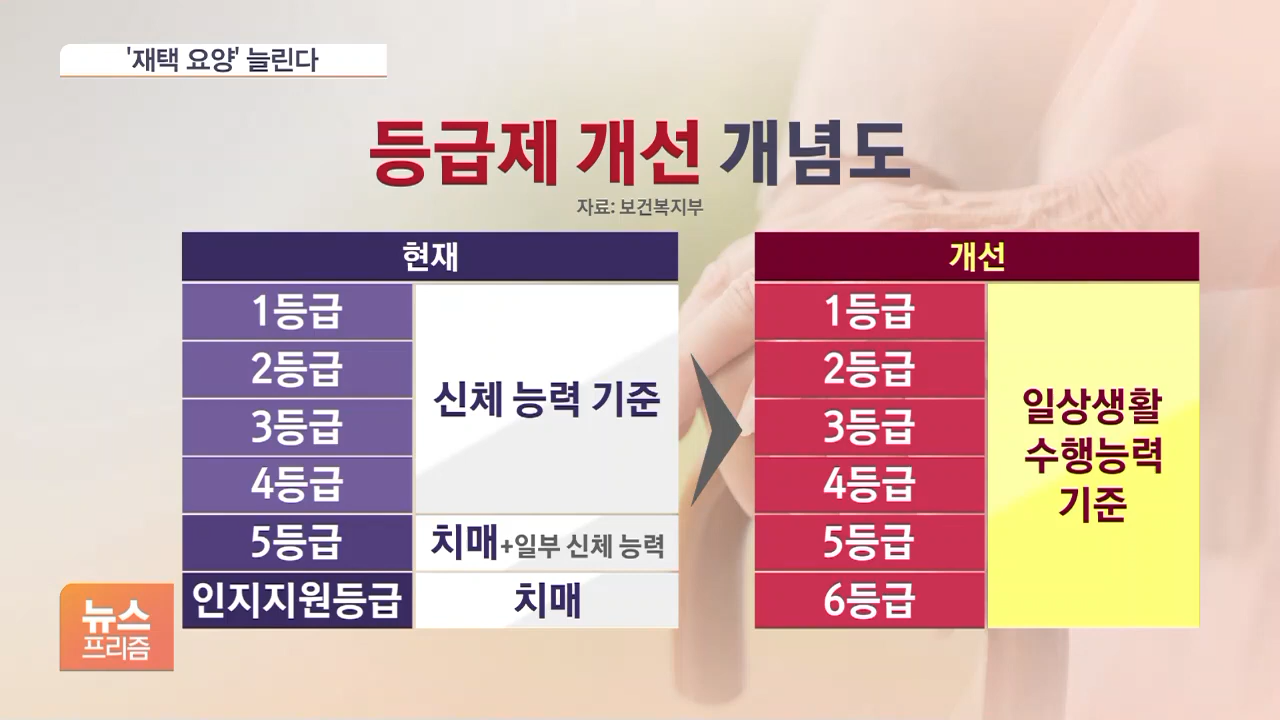 '재택 요양' 늘린다
등급제 개선 개념도
자료: 보건복지부
현재
1등급
2등급
3등급
4등급
신체 능력 기준
5등급
치매+일부 신체 능력
인지지원등급
치매
개선
1등급
2등급
3등급
4등급
5등급
6등급
일상생활
수행능력
기준
뉴스
프리즘